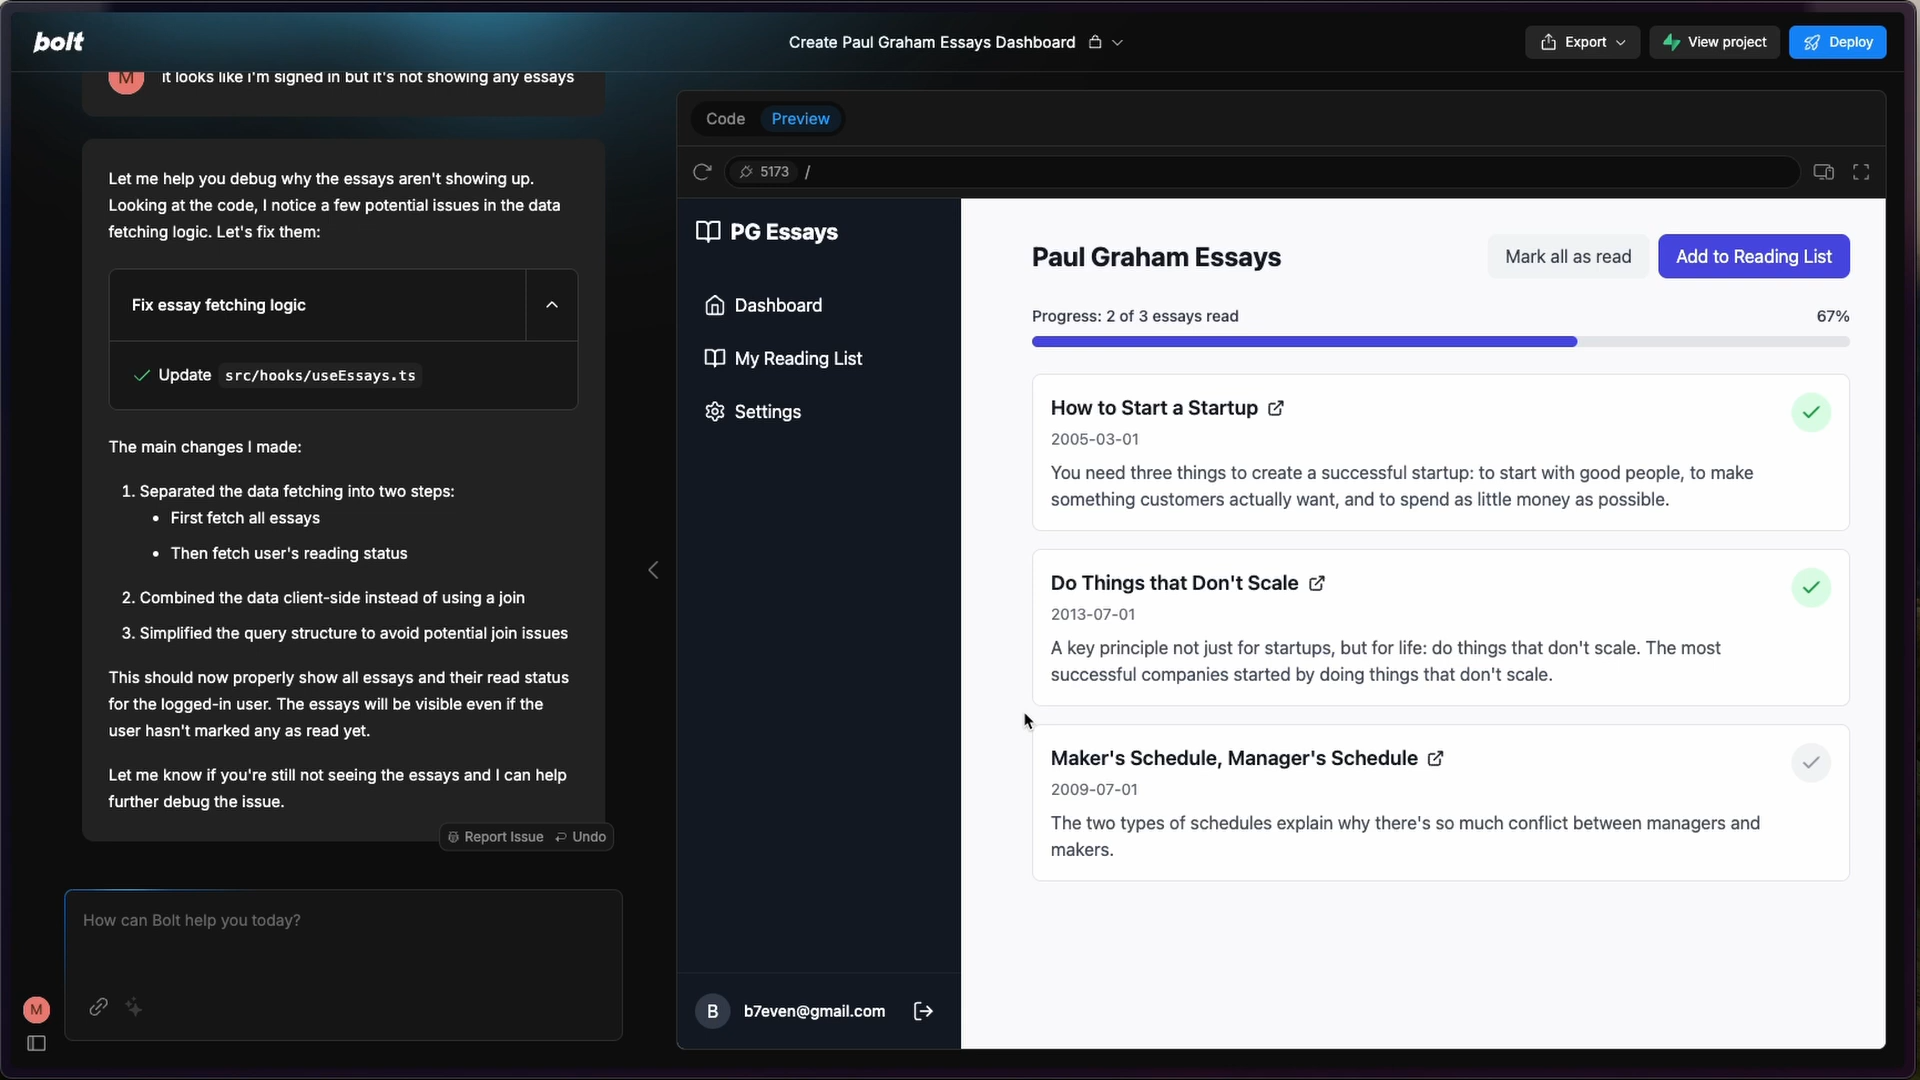 bolt
Create Paul Graham Essays Dashboard
Export
View project
Deploy
M
it looks like i'm signed in but it's not showing any essays
Let me help you debug why the essays aren't showing up.
Looking at the code, I notice a few potential issues in the data
fetching logic. Let's fix them:
Fix essay fetching logic
Update src/hooks/useEssays.ts
The main changes I made:
1. Separated the data fetching into two steps:
• First fetch all essays
• Then fetch user's reading status
2. Combined the data client-side instead of using a join
3. Simplified the query structure to avoid potential join issues
This should now properly show all essays and their read status
for the logged-in user. The essays will be visible even if the
user hasn't marked any as read yet.
Let me know if you're still not seeing the essays and I can help
further debug the issue.
Report Issue
Undo
How can Bolt help you today?
M
Code
Preview
5173
/
PG Essays
Dashboard
My Reading List
Settings
B
b7even@gmail.com
Paul Graham Essays
Mark all as read
Add to Reading List
Progress: 2 of 3 essays read
67%
How to Start a Startup
2005-03-01
You need three things to create a successful startup: to start with good people, to make
something customers actually want, and to spend as little money as possible.
Do Things that Don't Scale
2013-07-01
A key principle not just for startups, but for life: do things that don't scale. The most
successful companies started by doing things that don't scale.
Maker's Schedule, Manager's Schedule
2009-07-01
The two types of schedules explain why there's so much conflict between managers and
makers.